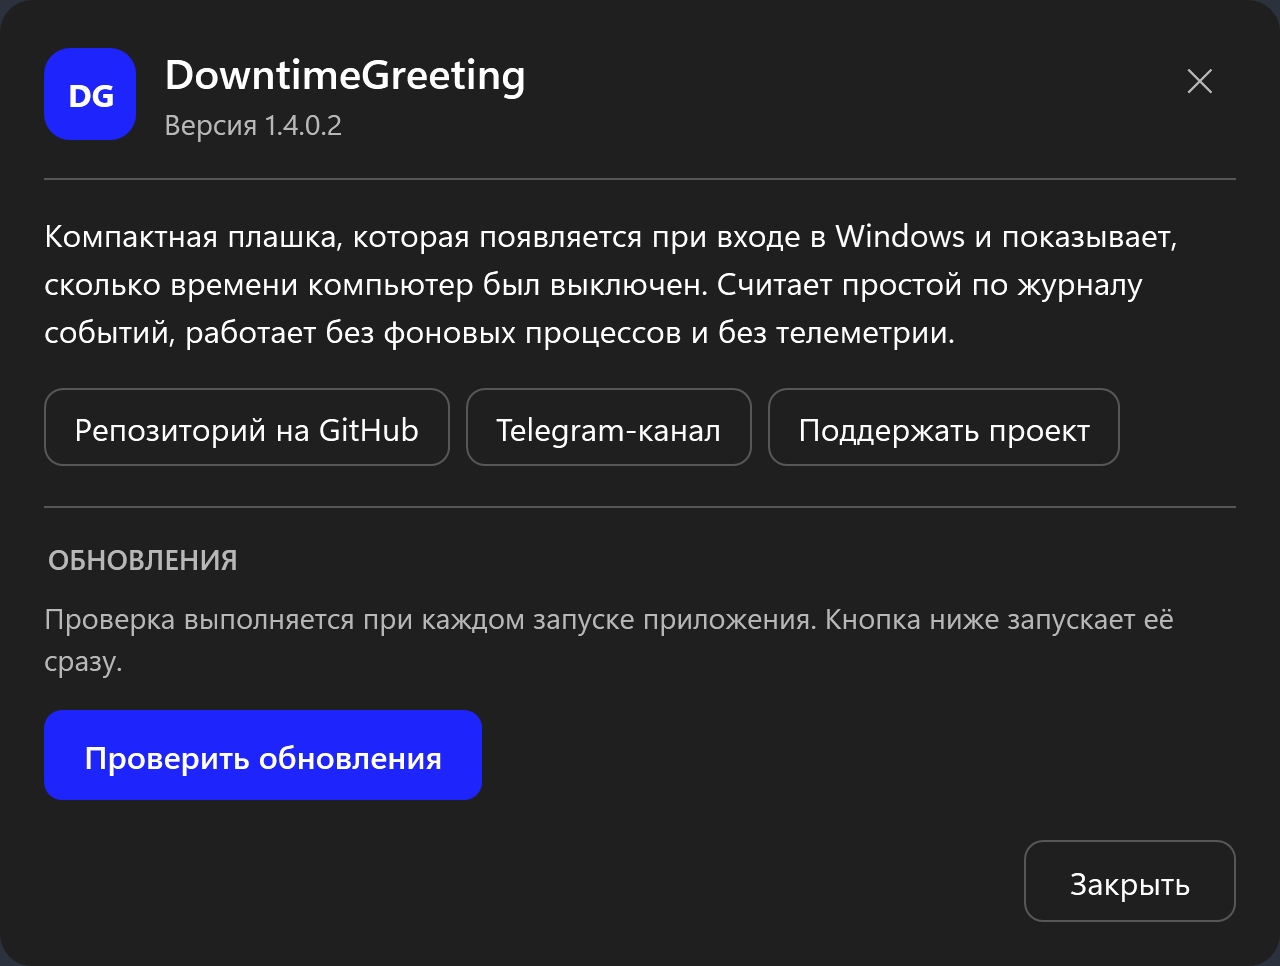 DG
DowntimeGreeting
Версия 1.4.0.2
Компактная плашка, которая появляется при входе в Windows и показывает,
сколько времени компьютер был выключен. Считает простой по журналу
событий, работает без фоновых процессов и без телеметрии.
Репозиторий на GitHub
Telegram-канал
Поддержать проект
ОБНОВЛЕНИЯ
Проверка выполняется при каждом запуске приложения. Кнопка ниже запускает её
сразу.
Проверить обновления
Закрыть